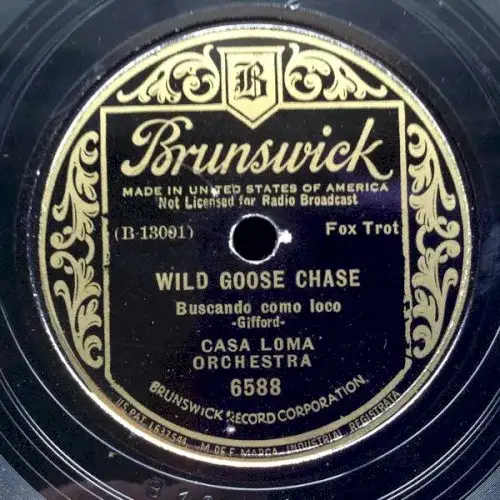 B
Brunswick
MADE IN UNITED STATES OF AMERICA
Not Licensed for Radio Broadcast
(B-13091) Fox Trot
WILD GOOSE CHASE
Buscando como loco
-Gifford-
CASA LOMA
ORCHESTRA
6588
BRUNSWICK RECORD CORPORATION.
U.S. PAT. 1637544 M. DE F. MARCA INDUSTRIAL REGISTRATA